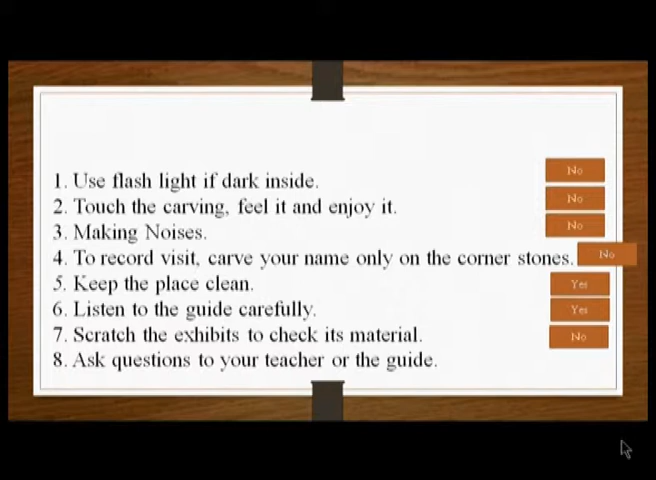 1. Use flash light if dark inside. No
2. Touch the carving, feel it and enjoy it. No
3. Making Noises. No
4. To record visit, carve your name only on the corner stones. No
5. Keep the place clean. Yes
6. Listen to the guide carefully. Yes
7. Scratch the exhibits to check its material. No
8. Ask questions to your teacher or the guide.